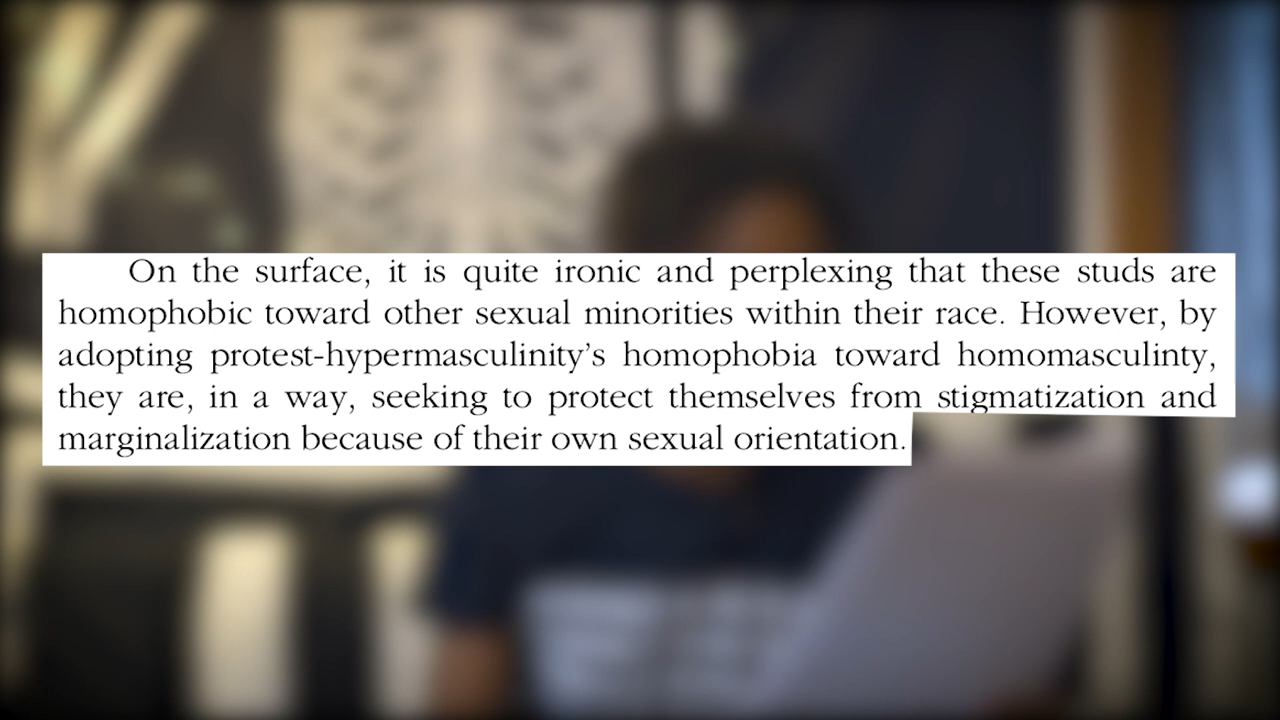 On the surface, it is quite ironic and perplexing that these studs are
homophobic toward other sexual minorities within their race. However, by
adopting protest-hypermasculinity’s homophobia toward homomasculinty,
they are, in a way, seeking to protect themselves from stigmatization and
marginalization because of their own sexual orientation.